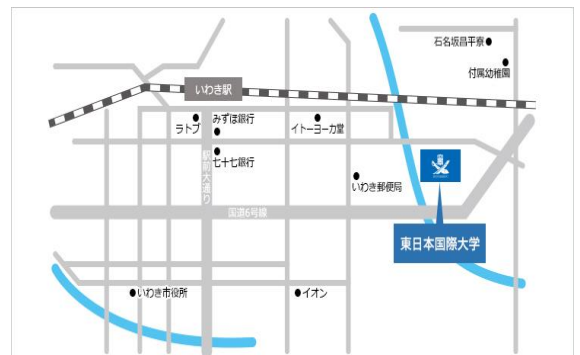 石名坂昌平寮
付属幼稚園
いわき駅
ラトブ
みずほ銀行
イトーヨーカ堂
七十七銀行
駅前大通り
いわき郵便局
国道6号線
東日本国際大学
いわき市役所
イオン